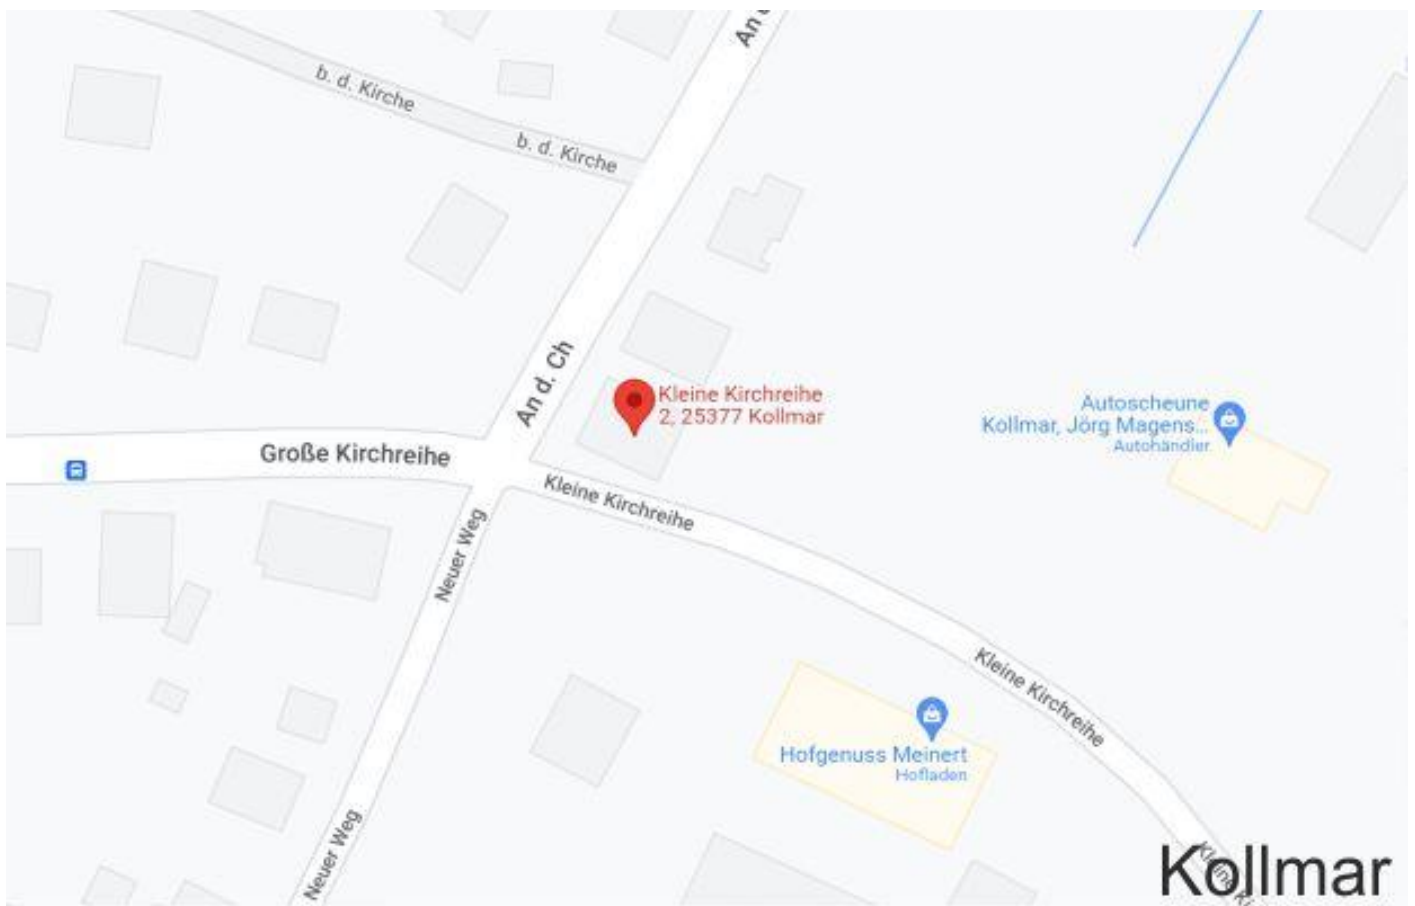 An d
b. d. Kirche
b. d. Kirche
An d. Ch
Kleine Kirchreihe
2, 25377 Kollmar
Autoscheune
Kollmar, Jörg Magens...
Autohändler
Große Kirchreihe
Kleine Kirchreihe
Neuer Weg
Kleine Kirchreihe
Hofgenuss Meinert
Hofladen
Neuer Weg
Kollmar